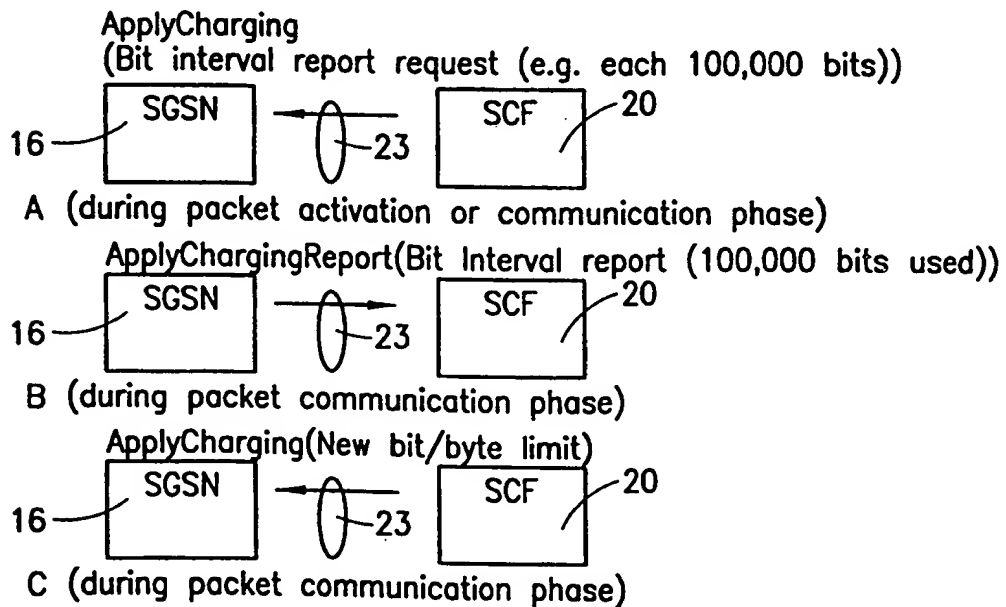 ApplyCharging
(Bit interval report request (e.g. each 100,000 bits))
SGSN
SCF
20
16
23
A (during packet activation or communication phase)
ApplyChargingReport(Bit Interval report (100,000 bits used))
SGSN
SCF
20
16
23
B (during packet communication phase)
ApplyCharging(New bit/byte limit)
SGSN
SCF
20
16
23
C (during packet communication phase)